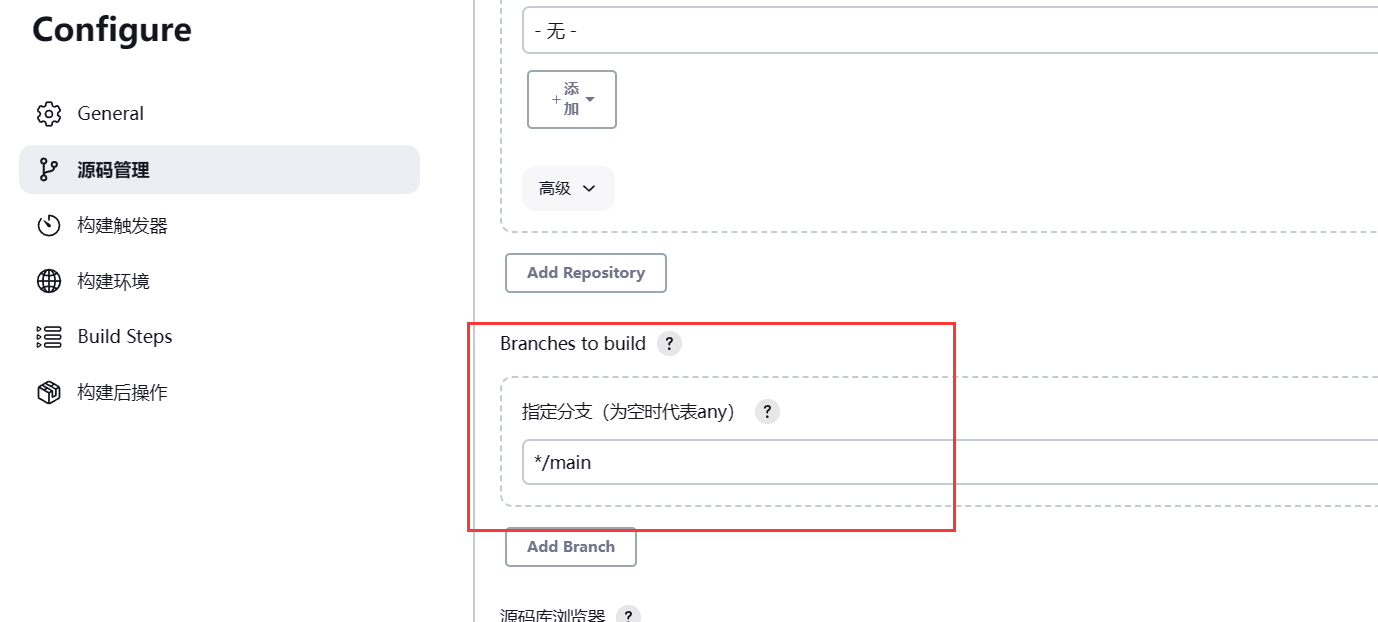 Configure
General
源码管理
构建触发器
构建环境
Build Steps
构建后操作
- 无 -
+ 添加
高级
Add Repository
Branches to build ?
指定分支（为空时代表any） ?
*/main
Add Branch
源码库浏览器 ?